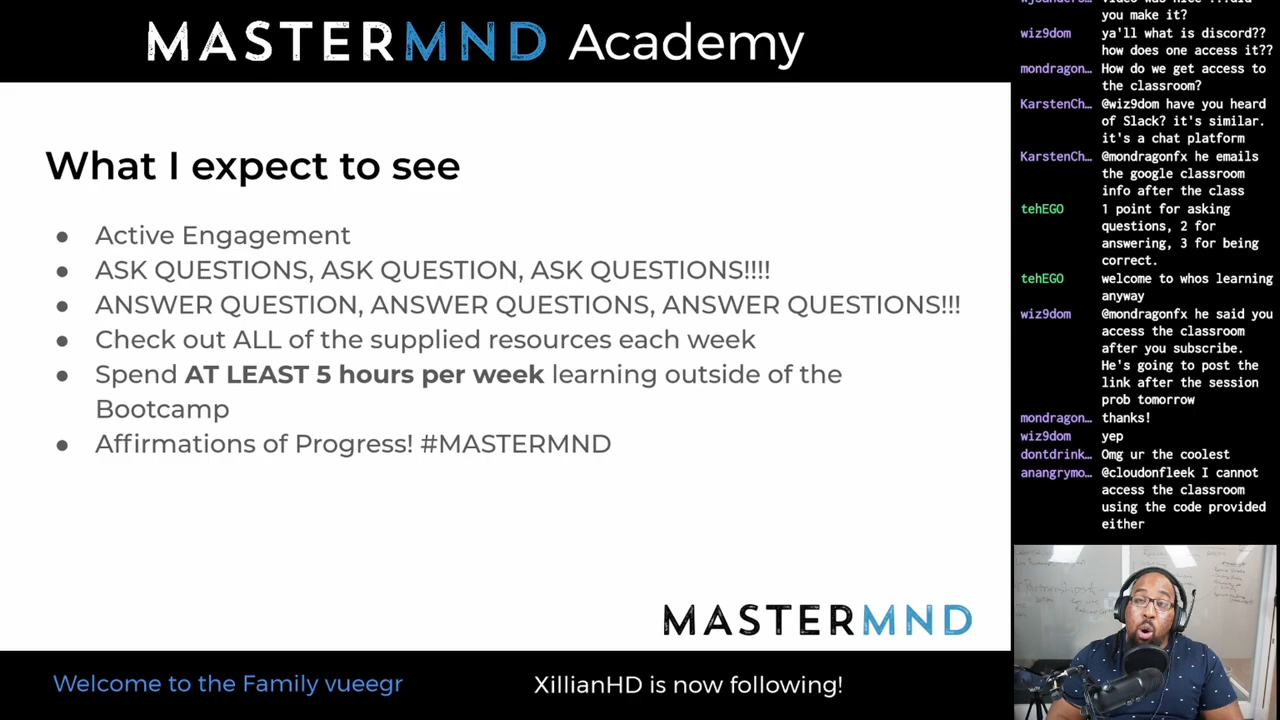 MASTERMND Academy
What I expect to see
● Active Engagement
● ASK QUESTIONS, ASK QUESTION, ASK QUESTIONS!!!!
● ANSWER QUESTION, ANSWER QUESTIONS, ANSWER QUESTIONS!!!
● Check out ALL of the supplied resources each week
● Spend AT LEAST 5 hours per week learning outside of the
Bootcamp
● Affirmations of Progress! #MASTERMND
MASTERMND
Welcome to the Family vueegr
XillianHD is now following!
you make it?
wiz9dom ya'll what is discord??
how does one access it??
mondragon… How do we get access to
the classroom?
KarstenCh… @wiz9dom have you heard
of Slack? it's similar.
it's a chat platform
KarstenCh… @mondragonfx he emails
the google classroom
info after the class
tehEGO 1 point for asking
questions, 2 for
answering, 3 for being
correct.
tehEGO welcome to whos learning
anyway
wiz9dom @mondragonfx he said you
access the classroom
after you subscribe.
He's going to post the
link after the session
prob tomorrow
mondragon… thanks!
wiz9dom yep
dontdrink… Omg ur the coolest
anangrymo… @cloudonfleek I cannot
access the classroom
using the code provided
either